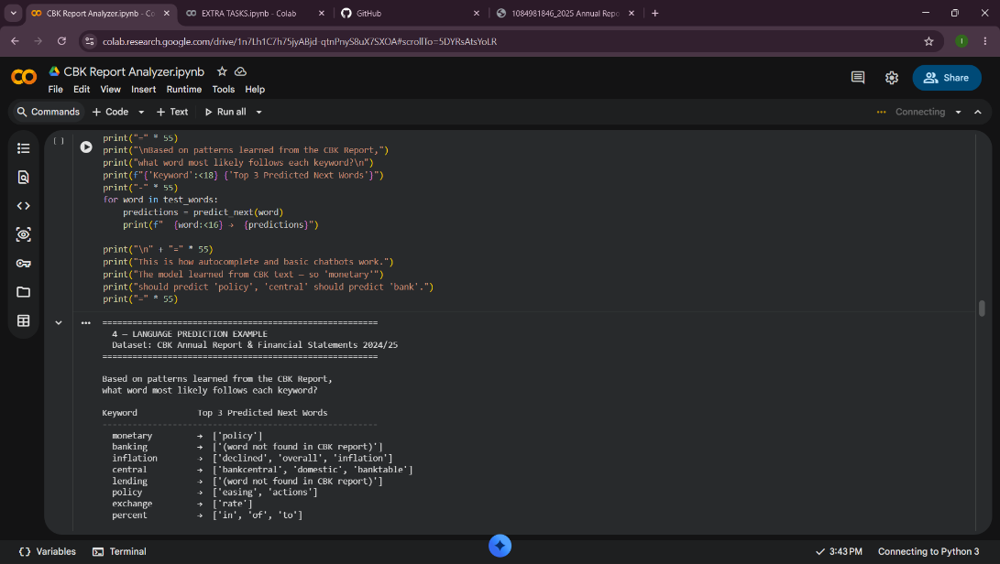 CBK Report Analyzer.ipynb - Co
EXTRA TASKS.ipynb - Colab
GitHub
1084981846_2025 Annual Repo
colab.research.google.com/drive/1n7Lh1C7h75jyABjd-qtnPnyS8uX7SXOA#scrollTo=5DYRsAtsYoLR
I
CBK Report Analyzer.ipynb
File Edit View Insert Runtime Tools Help
Share
Commands + Code + Text Run all
Connecting
[ ]
print("=" * 55)
print("\nBased on patterns learned from the CBK Report,")
print("what word most likely follows each keyword?\n")
print(f"{'Keyword':<18} {'Top 3 Predicted Next Words'}")
print("-" * 55)
for word in test_words:
    predictions = predict_next(word)
    print(f"  {word:<16} →  {predictions}")
print("\n" + "=" * 55)
print("This is how autocomplete and basic chatbots work.")
print("The model learned from CBK text — so 'monetary'")
print("should predict 'policy', 'central' should predict 'bank'.")
print("=" * 55)
=======================================================
  4 — LANGUAGE PREDICTION EXAMPLE
  Dataset: CBK Annual Report & Financial Statements 2024/25
=======================================================
Based on patterns learned from the CBK Report,
what word most likely follows each keyword?
Keyword            Top 3 Predicted Next Words
-------------------------------------------------------
  monetary         →  ['policy']
  banking          →  ['(word not found in CBK report)']
  inflation        →  ['declined', 'overall', 'inflation']
  central          →  ['bankcentral', 'domestic', 'banktable']
  lending          →  ['(word not found in CBK report)']
  policy           →  ['easing', 'actions']
  exchange         →  ['rate']
  percent          →  ['in', 'of', 'to']
Variables Terminal
3:43 PM Connecting to Python 3